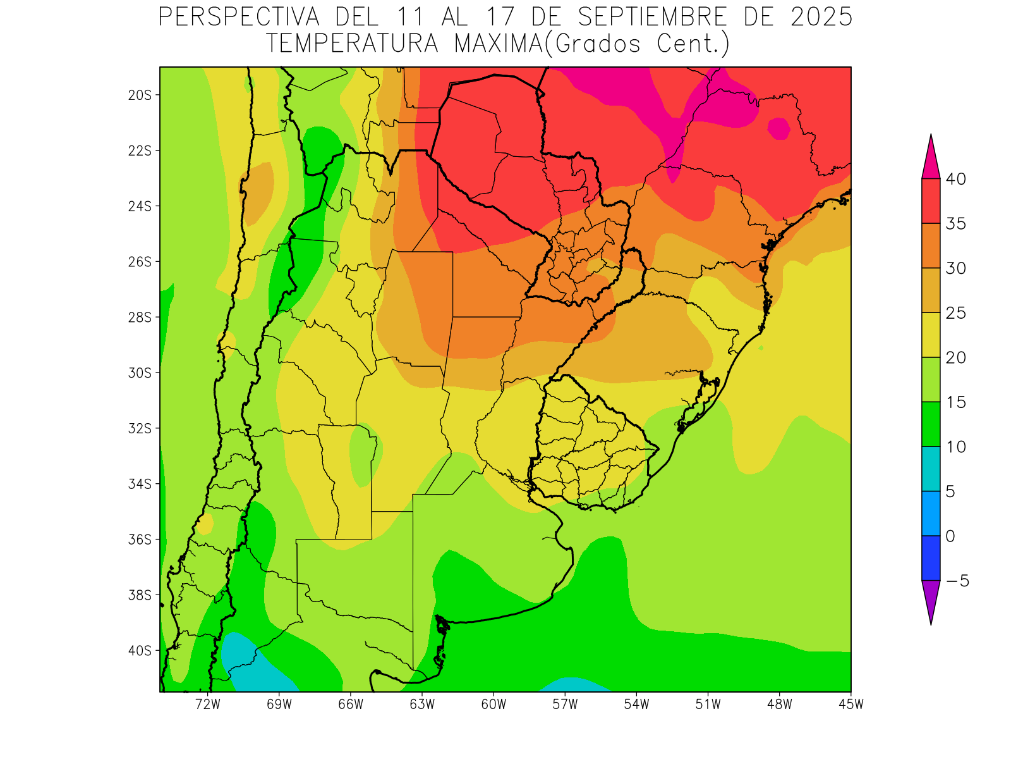 PERSPECTIVA DEL 11 AL 17 DE SEPTIEMBRE DE 2025
TEMPERATURA MAXIMA(Grados Cent.)
20S
22S
24S
26S
28S
30S
32S
34S
36S
38S
40S
72W 69W 66W 63W 60W 57W 54W 51W 48W 45W
40
35
30
25
20
15
10
5
0
−5